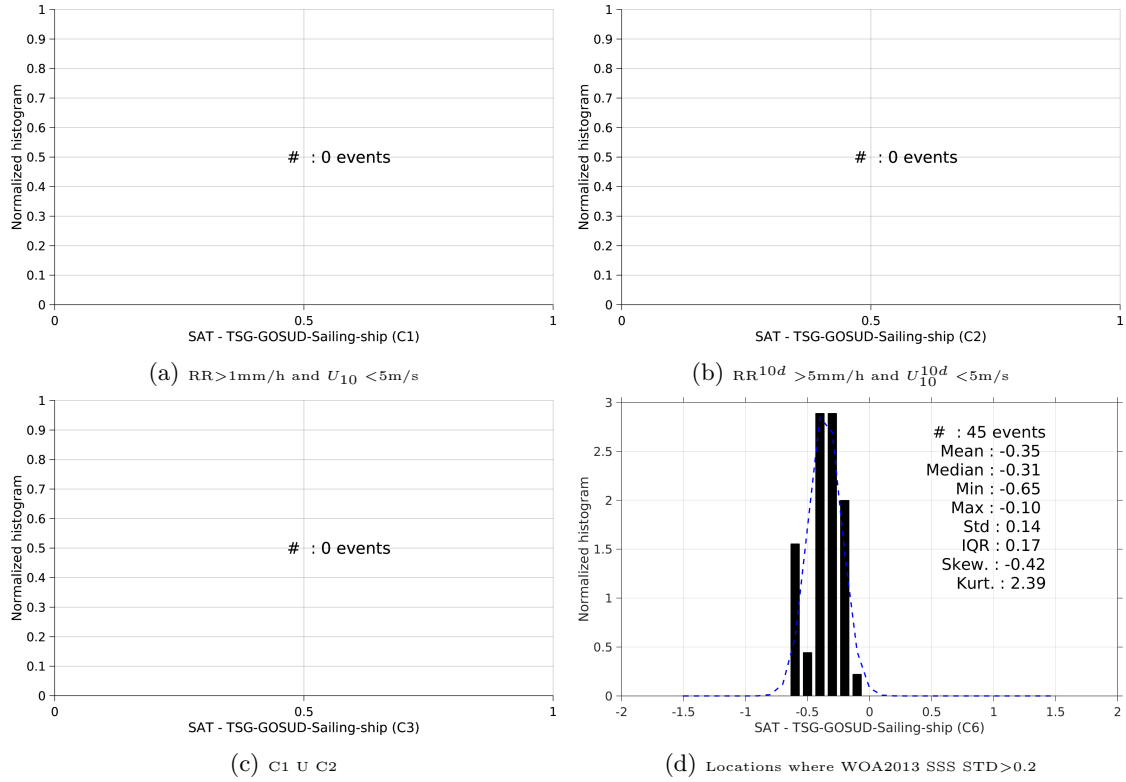 1
0.9
0.8
0.7
0.6
0.5
0.4
0.3
0.2
0.1
0
Normalized histogram
# : 0 events
0
0.5
1
SAT - TSG-GOSUD-Sailing-ship (C1)
(a) RR>1mm/h and U10 <5m/s
1
0.9
0.8
0.7
0.6
0.5
0.4
0.3
0.2
0.1
0
Normalized histogram
# : 0 events
0
0.5
1
SAT - TSG-GOSUD-Sailing-ship (C2)
(b) RR10d >5mm/h and U10d10 <5m/s
1
0.9
0.8
0.7
0.6
0.5
0.4
0.3
0.2
0.1
0
Normalized histogram
# : 0 events
0
0.5
1
SAT - TSG-GOSUD-Sailing-ship (C3)
(c) C1 U C2
3
2.5
2
1.5
1
0.5
0
Normalized histogram
# : 45 events
Mean : -0.35
Median : -0.31
Min : -0.65
Max : -0.10
Std : 0.14
IQR : 0.17
Skew. : -0.42
Kurt. : 2.39
-2
-1.5
-1
-0.5
0
0.5
1
1.5
2
SAT - TSG-GOSUD-Sailing-ship (C6)
(d) Locations where WOA2013 SSS STD>0.2